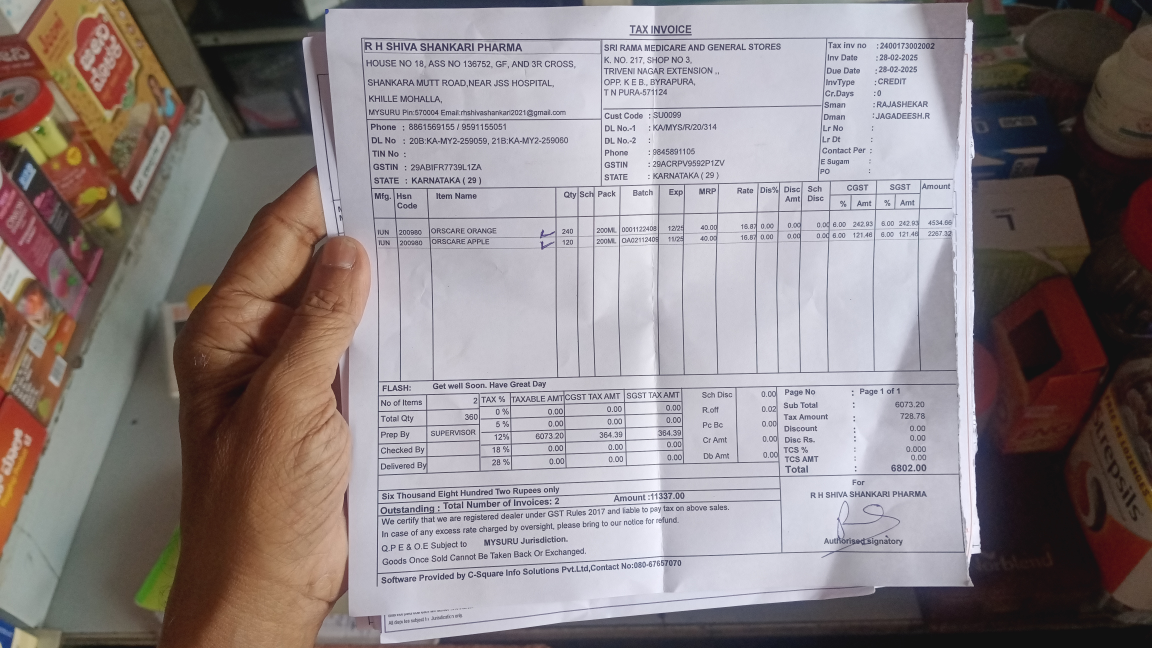 TAX INVOICE
R H SHIVA SHANKARI PHARMA
HOUSE NO 18, ASS NO 136752, GF, AND 3R CROSS,
SHANKARA MUTT ROAD,NEAR JSS HOSPITAL,
KHILLE MOHALLA,
MYSURU Pin:570004 Email:rhshivashankari2021@gmail.com
Phone : 8861569155 / 9591155051
DL No : 20B:KA-MY2-259059, 21B:KA-MY2-259060
TIN No :
GSTIN : 29ABIFR7739L1ZA
STATE : KARNATAKA ( 29 )
SRI RAMA MEDICARE AND GENERAL STORES
K. NO. 217, SHOP NO 3,
TRIVENI NAGAR EXTENSION ,,
OPP. K E B., BYRAPURA,
T N PURA-571124
Cust Code : SU0099
DL No.-1 : KA/MYS/R/20/314
DL No.-2 :
Phone : 9845891105
GSTIN : 29ACRPV9592P1ZV
STATE : KARNATAKA ( 29 )
Tax inv no : 2400173002002
Inv Date : 28-02-2025
Due Date : 28-02-2025
InvType : CREDIT
Cr.Days : 0
Sman : RAJASHEKAR
Dman : JAGADEESH.R
Lr No :
Lr Dt :
Contact Per :
E Sugam :
PO :
Mfg. Hsn Code Item Name Qty Sch Pack Batch Exp MRP Rate Dis% Disc Amt Sch Disc CGST % Amt SGST % Amt Amount
IUN 200980 ORSCARE ORANGE 240 200ML 0001122408 12/25 40.00 16.87 0.00 0.00 0.00 6.00 242.93 6.00 242.93 4534.66
IUN 200980 ORSCARE APPLE 120 200ML OA02112409 11/25 40.00 16.87 0.00 0.00 0.00 6.00 121.46 6.00 121.46 2267.32
FLASH: Get well Soon. Have Great Day
No of Items 2
Total Qty 360
Prep By SUPERVISOR
Checked By
Delivered By
TAX % TAXABLE AMT CGST TAX AMT SGST TAX AMT
0 % 0.00 0.00 0.00
5 % 0.00 0.00 0.00
12% 6073.20 364.39 364.39
18 % 0.00 0.00 0.00
28 % 0.00 0.00 0.00
Sch Disc 0.00
R.off 0.02
Pc Bc 0.00
Cr Amt 0.00
Db Amt 0.00
Page No : Page 1 of 1
Sub Total : 6073.20
Tax Amount : 728.78
Discount : 0.00
Disc Rs. : 0.00
TCS % : 0.000
TCS AMT : 0.00
Total : 6802.00
Six Thousand Eight Hundred Two Rupees only
Outstanding : Total Number of Invoices: 2 Amount :11337.00
We certify that we are registered dealer under GST Rules 2017 and liable to pay tax on above sales.
In case of any excess rate charged by oversight, please bring to our notice for refund.
Q.P E & O.E Subject to MYSURU Jurisdiction.
Goods Once Sold Cannot Be Taken Back Or Exchanged.
For
R H SHIVA SHANKARI PHARMA
Authorised signatory
Software Provided by C-Square Info Solutions Pvt.Ltd,Contact No:080-67657070